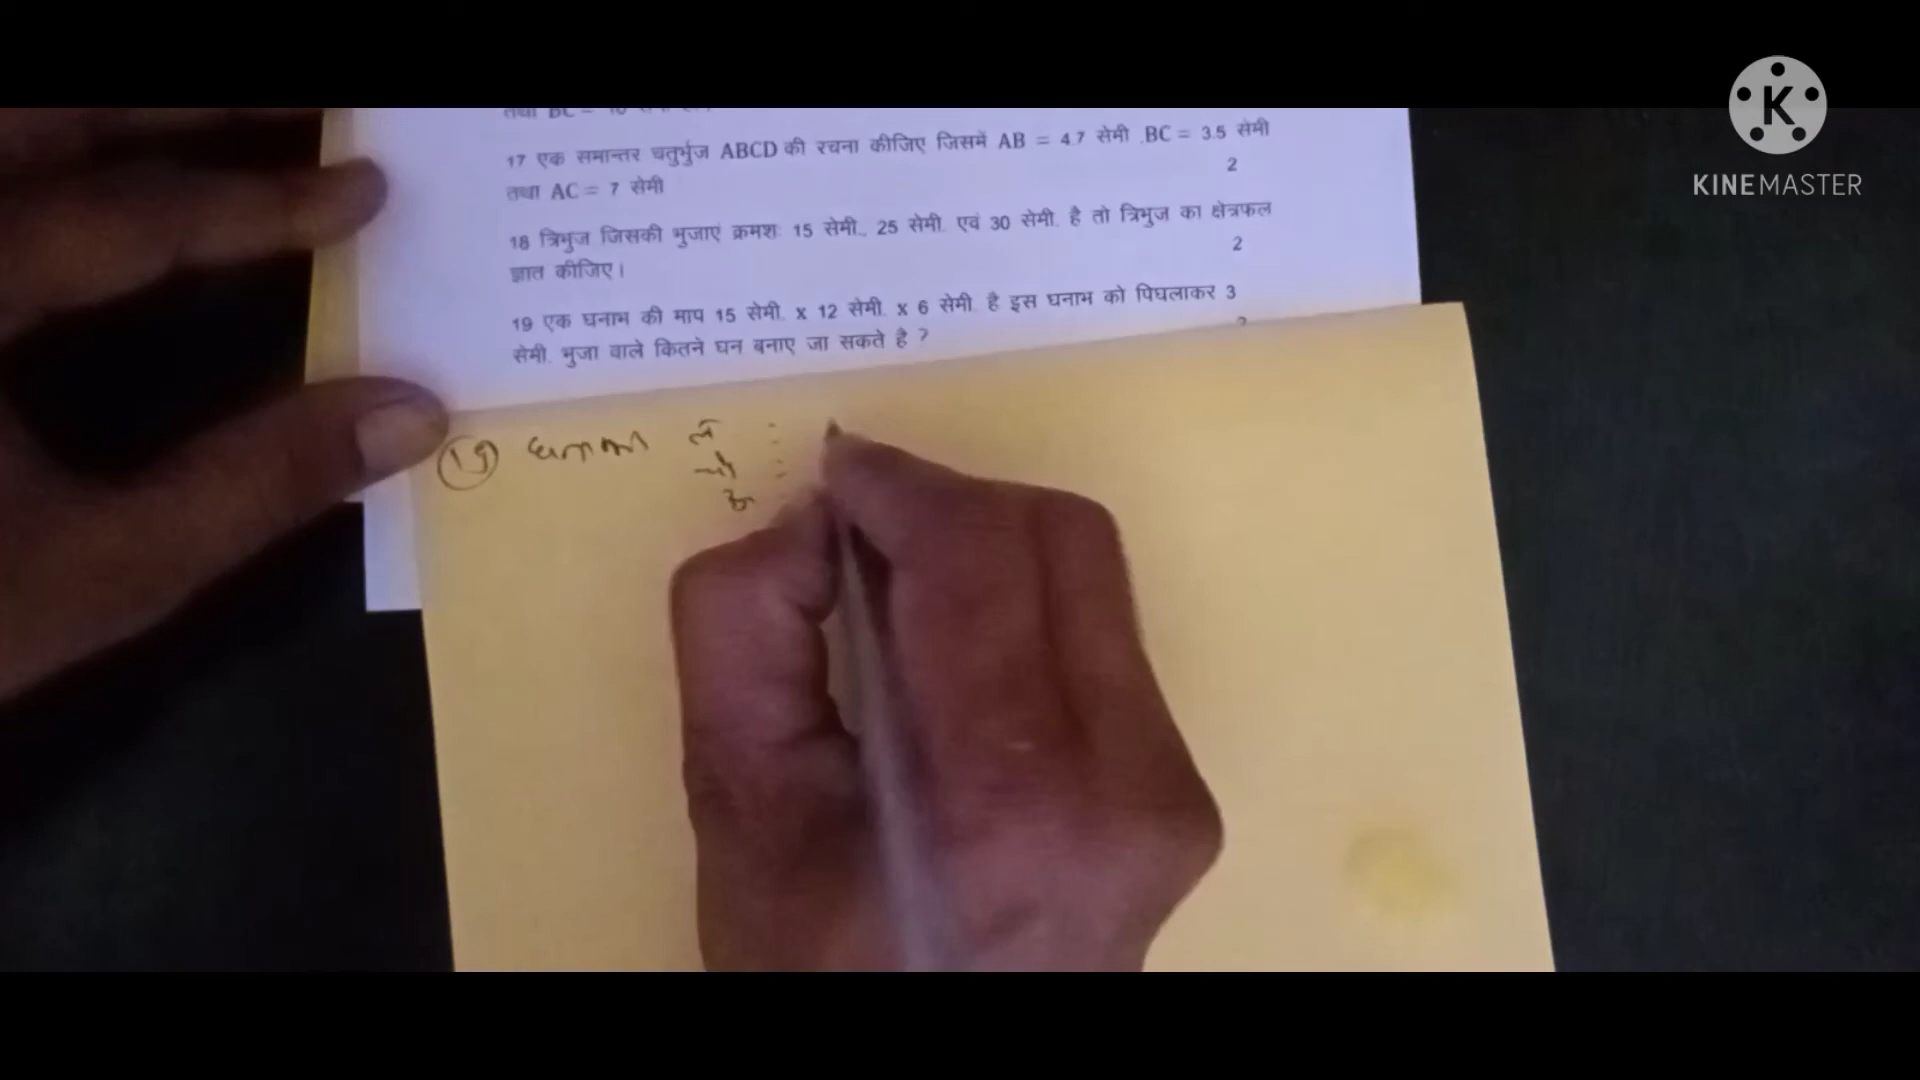 KINEMASTER
17 एक समान्तर चतुर्भुज ABCD की रचना कीजिए जिसमें AB = 4.7 सेमी .BC = 3.5 सेमी
तथा AC = 7 सेमी
2
18 त्रिभुज जिसकी भुजाएं क्रमशः 15 सेमी., 25 सेमी. एवं 30 सेमी. है तो त्रिभुज का क्षेत्रफल
ज्ञात कीजिए।
2
19 एक घनाभ की माप 15 सेमी. x 12 सेमी. x 6 सेमी. है इस घनाभ को पिघलाकर 3
सेमी. भुजा वाले कितने घन बनाए जा सकते है ?
19 ल :
चौ :
ऊ